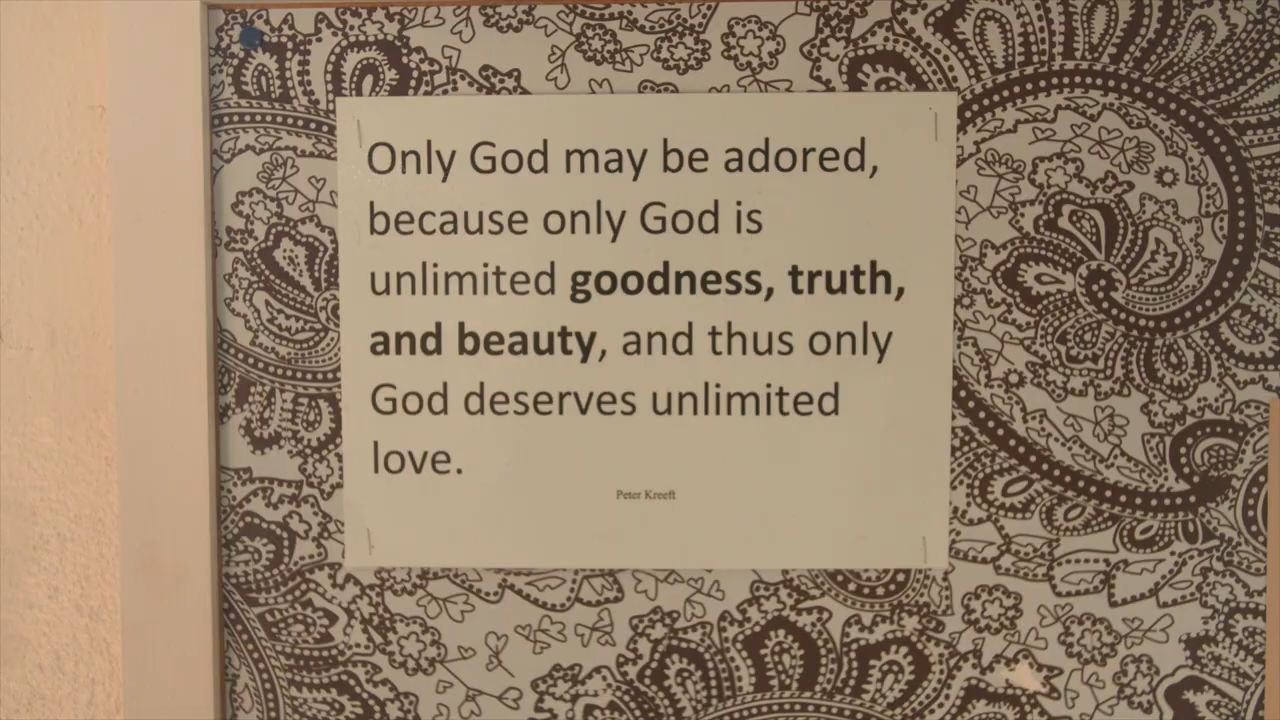 Only God may be adored,
because only God is
unlimited goodness, truth,
and beauty, and thus only
God deserves unlimited
love.
Peter Kreeft